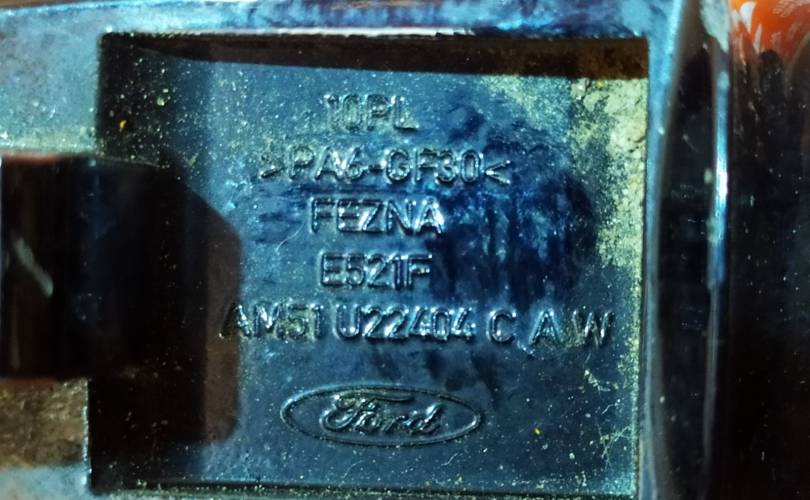 10PL
>PA6-GF30<
FEZNA
E521F
AM51 U22404 C A W
Ford